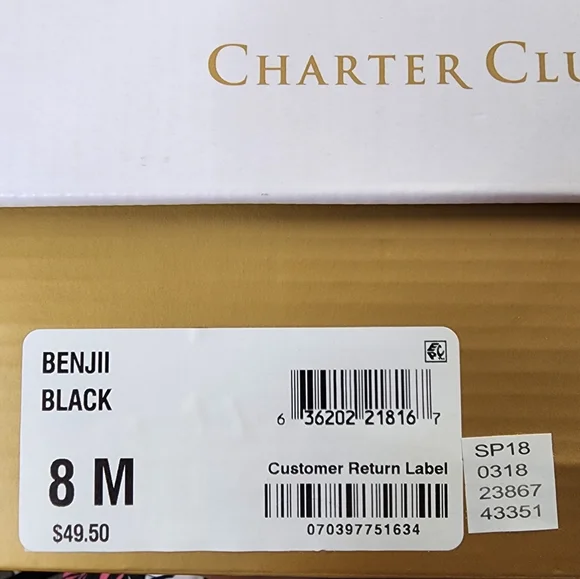 CHARTER CLU
BENJII
BLACK
6 36202 21816 7
8 M
$49.50
Customer Return Label
070397751634
SP18
0318
23867
43351